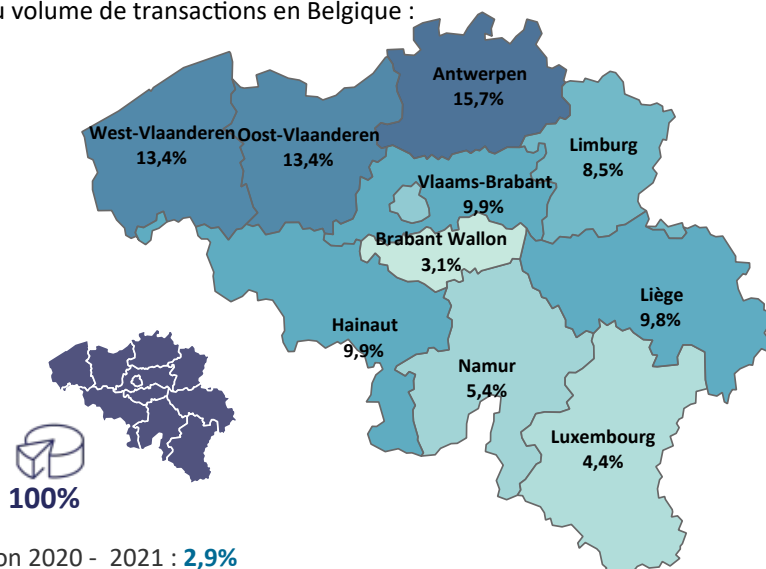 u volume de transactions en Belgique :
Antwerpen
15,7%
West-Vlaanderen
13,4%
Oost-Vlaanderen
13,4%
Limburg
8,5%
Vlaams-Brabant
9,9%
Brabant Wallon
3,1%
Liège
9,8%
Hainaut
9,9%
Namur
5,4%
Luxembourg
4,4%
100%
on 2020 - 2021 : 2,9%